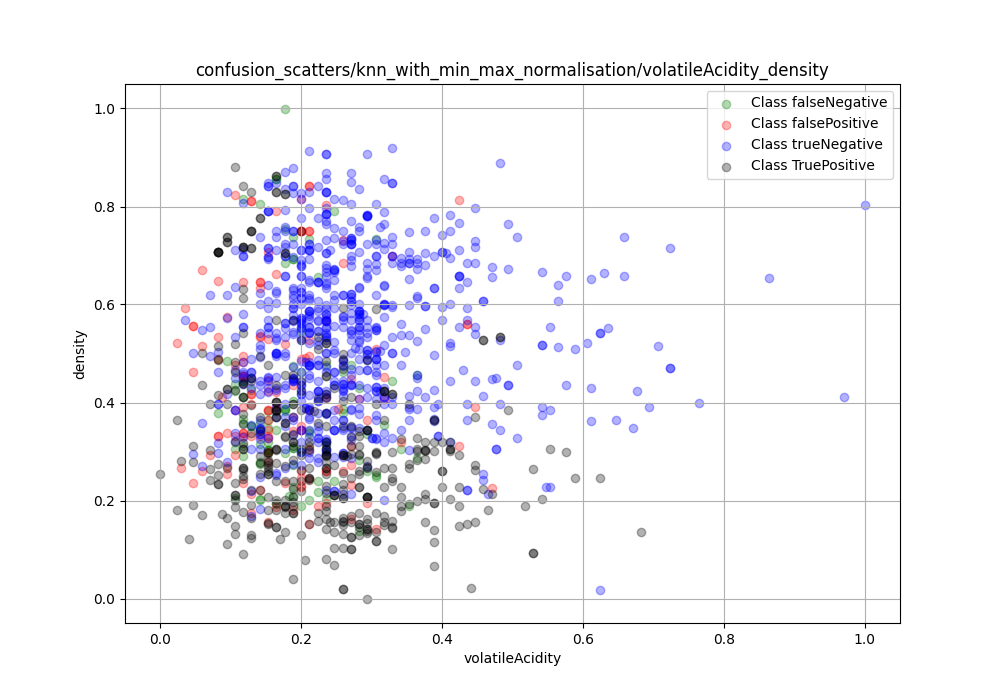 confusion_scatters/knn_with_min_max_normalisation/volatileAcidity_density
Class falseNegative
Class falsePositive
Class trueNegative
Class TruePositive
1.0
0.8
0.6
0.4
0.2
0.0
density
0.0 0.2 0.4 0.6 0.8 1.0
volatileAcidity